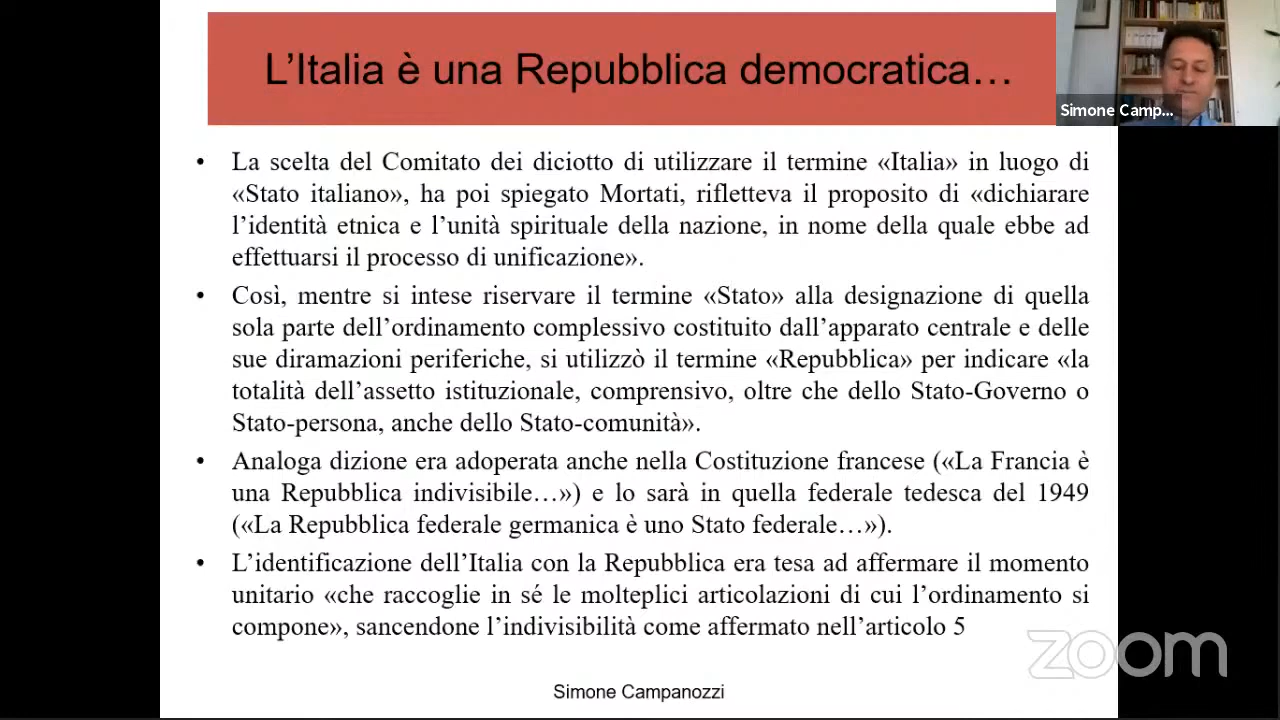 L’Italia è una Repubblica democratica…
Simone Camp...
• La scelta del Comitato dei diciotto di utilizzare il termine «Italia» in luogo di
«Stato italiano», ha poi spiegato Mortati, rifletteva il proposito di «dichiarare
l’identità etnica e l’unità spirituale della nazione, in nome della quale ebbe ad
effettuarsi il processo di unificazione».
• Così, mentre si intese riservare il termine «Stato» alla designazione di quella
sola parte dell’ordinamento complessivo costituito dall’apparato centrale e delle
sue diramazioni periferiche, si utilizzò il termine «Repubblica» per indicare «la
totalità dell’assetto istituzionale, comprensivo, oltre che dello Stato-Governo o
Stato-persona, anche dello Stato-comunità».
• Analoga dizione era adoperata anche nella Costituzione francese («La Francia è
una Repubblica indivisibile…») e lo sarà in quella federale tedesca del 1949
(«La Repubblica federale germanica è uno Stato federale…»).
• L’identificazione dell’Italia con la Repubblica era tesa ad affermare il momento
unitario «che raccoglie in sé le molteplici articolazioni di cui l’ordinamento si
compone», sancendone l’indivisibilità come affermato nell’articolo 5
zoom
Simone Campanozzi